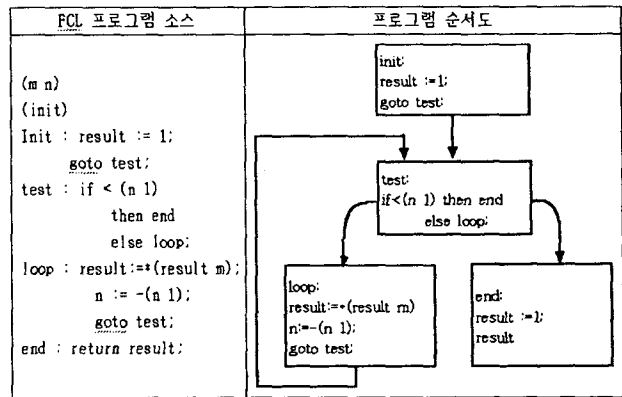 FCL 프로그램 소스
프로그램 순서도
(m n)
(init)
Init : result := 1;
goto test;
test : if < (n 1)
then end
else loop;
loop : result:=*(result m);
n := -(n 1);
goto test;
end : return result;
init:
result :=1;
goto test;
test:
if<(n 1) then end
else loop;
loop:
result:=*(result m)
n:=-(n 1);
goto test;
end:
result :=1;
result